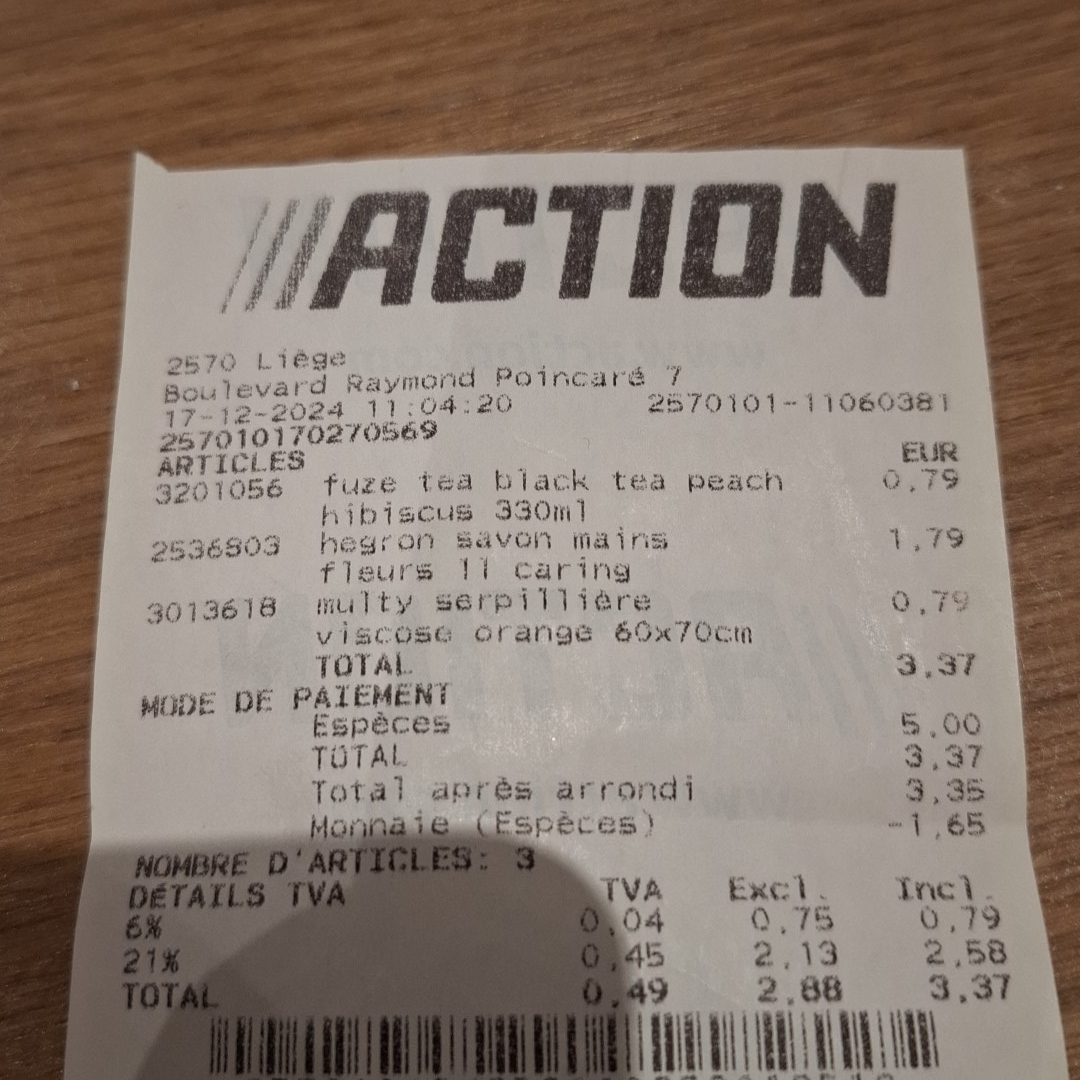 ACTION
2570 Liège
Boulevard Raymond Poincaré 7
17-12-2024 11:04:20 2570101-11060381
257010170270569
ARTICLES EUR
3201056 fuze tea black tea peach 0,79
hibiscus 330ml
2536803 hegron savon mains 1,79
fleurs 1l caring
3013618 multy serpillière 0,79
viscose orange 60x70cm
TOTAL 3,37
MODE DE PAIEMENT
Espèces 5,00
TOTAL 3,37
Total après arrondi 3,35
Monnaie (Espèces) -1,65
NOMBRE D'ARTICLES: 3
DÉTAILS TVA TVA Excl. Incl.
6% 0,04 0,75 0,79
21% 0,45 2,13 2,58
TOTAL 0,49 2,88 3,37